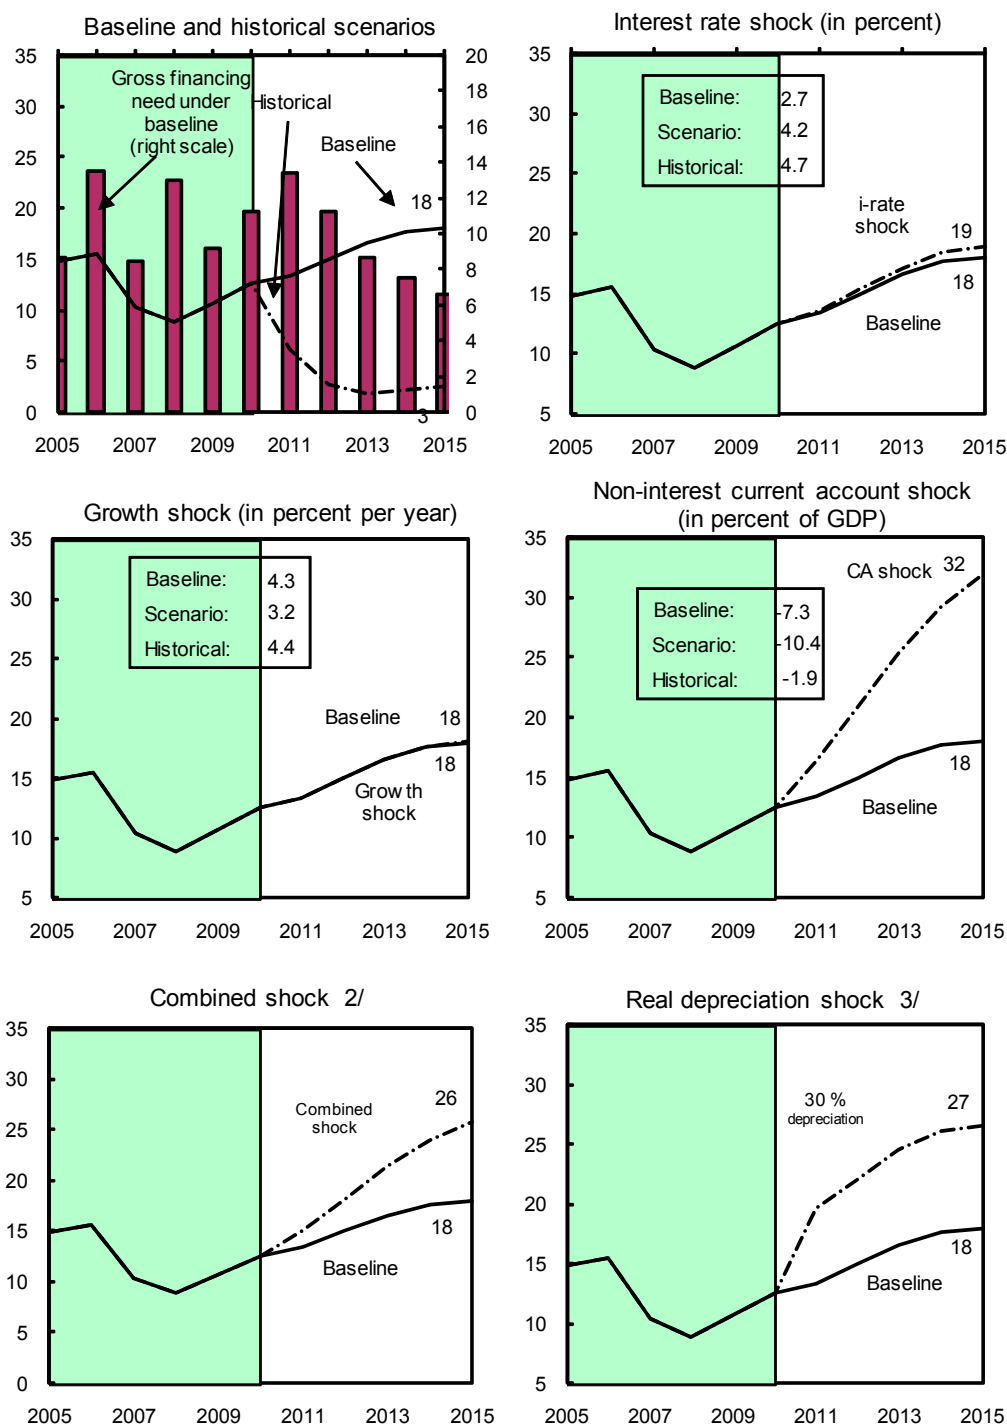 Baseline and historical scenarios
35
30
25
20
15
10
5
0
20
18
16
14
12
10
8
6
4
2
0
Gross financing
need under
baseline
(right scale)
Historical
Baseline
18
3
2005 2007 2009 2011 2013 2015
Interest rate shock (in percent)
35
30
25
20
15
10
5
Baseline: 2.7
Scenario: 4.2
Historical: 4.7
i-rate
shock
19
18
Baseline
2005 2007 2009 2011 2013 2015
Growth shock (in percent per year)
35
30
25
20
15
10
5
Baseline: 4.3
Scenario: 3.2
Historical: 4.4
Baseline 18
18
Growth
shock
2005 2007 2009 2011 2013 2015
Non-interest current account shock
(in percent of GDP)
35
30
25
20
15
10
5
CA shock 32
Baseline: -7.3
Scenario: -10.4
Historical: -1.9
18
Baseline
2005 2007 2009 2011 2013 2015
Combined shock 2/
35
30
25
20
15
10
5
0
26
Combined
shock
18
Baseline
2005 2007 2009 2011 2013 2015
Real depreciation shock 3/
35
30
25
20
15
10
5
30 %
depreciation
27
18
Baseline
2005 2007 2009 2011 2013 2015